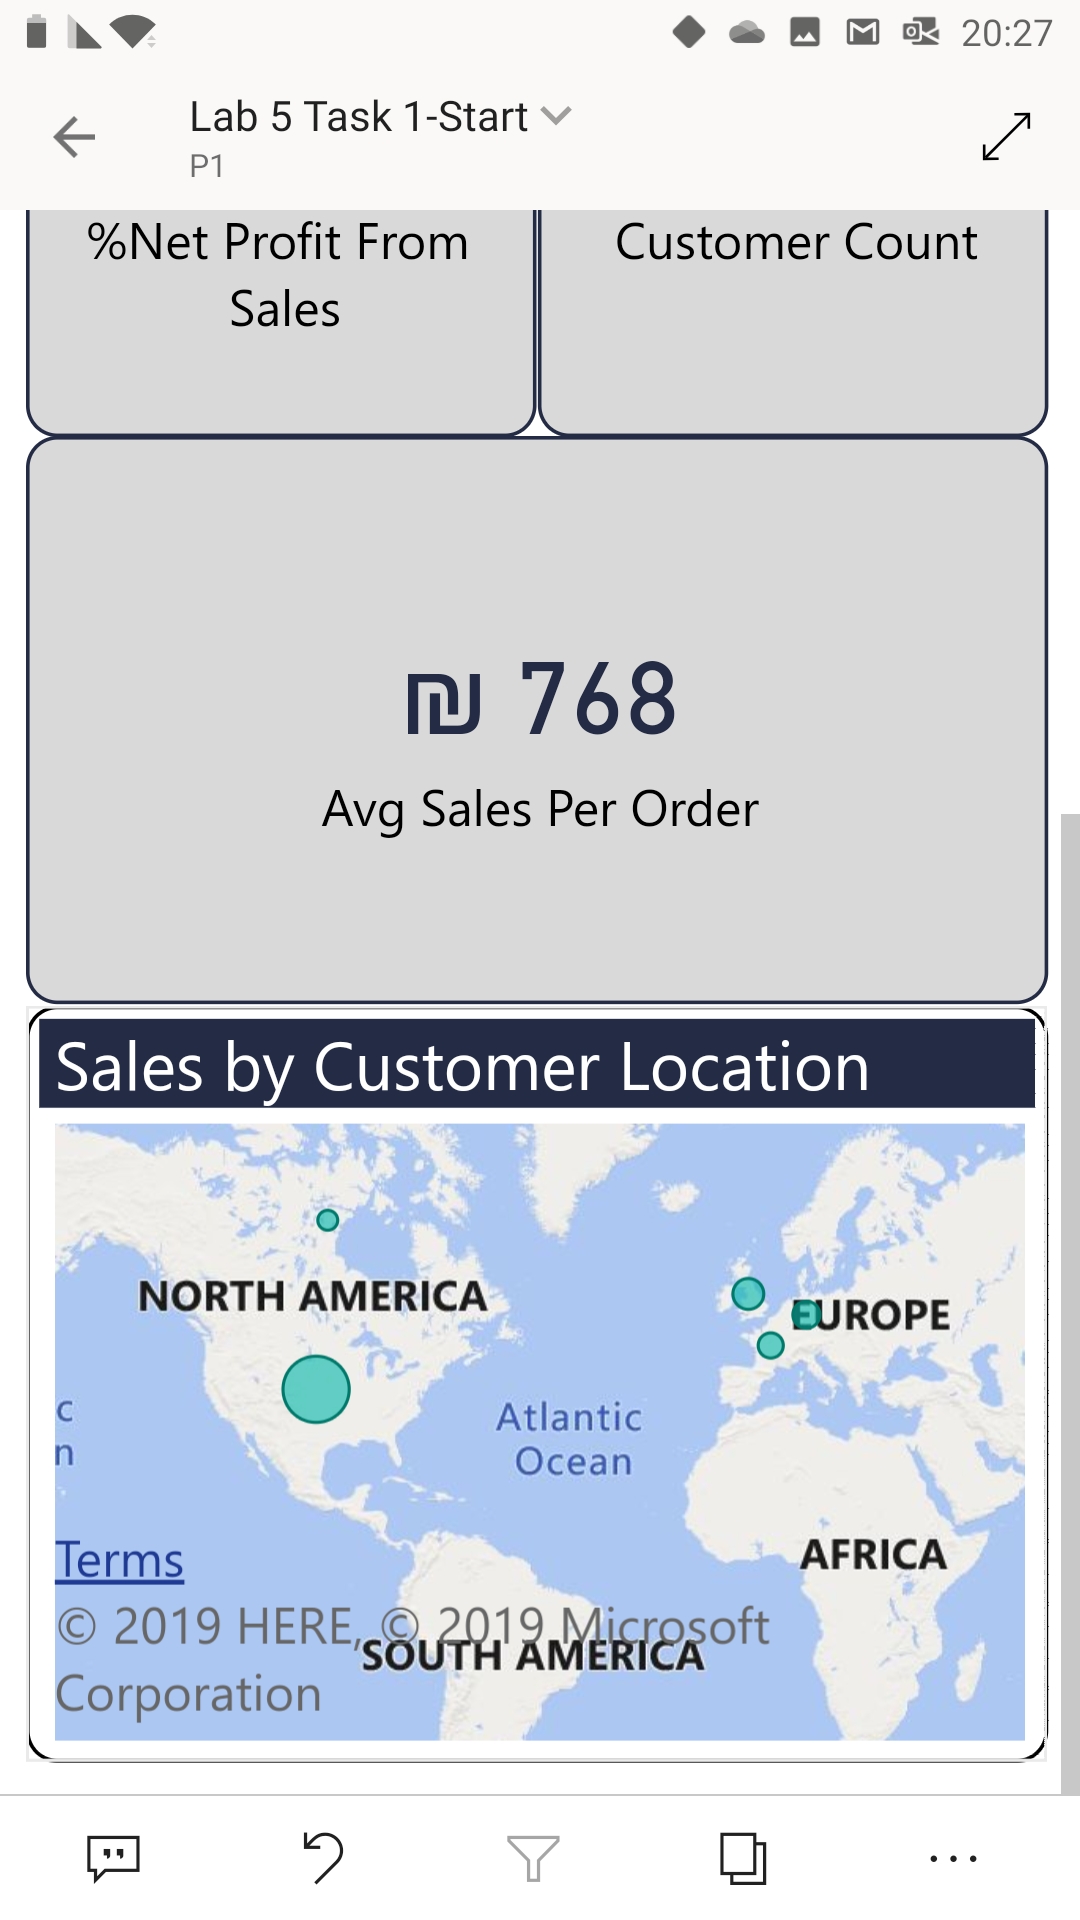 20:27
Lab 5 Task 1-Start
P1
%Net Profit From
Sales
Customer Count
₪ 768
Avg Sales Per Order
Sales by Customer Location
NORTH AMERICA
EUROPE
c
n
Atlantic
Ocean
AFRICA
Terms
© 2019 HERE, © 2019 Microsoft
SOUTH AMERICA
Corporation